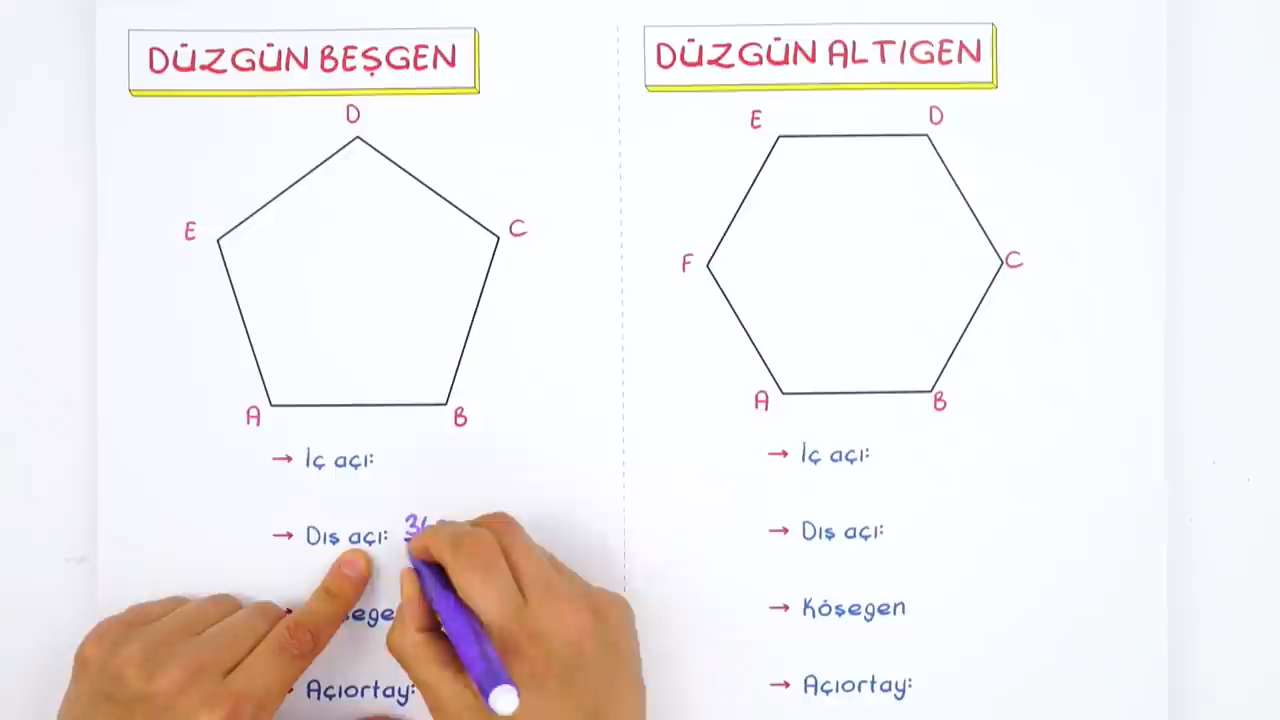 DÜZGÜN BEŞGEN
D
E
C
A
B
→ İç açı:
→ Dış açı:
→ Açıortay:
DÜZGÜN ALTIGEN
E
D
F
C
A
B
→ İç açı:
→ Dış açı:
→ Köşegen
→ Açıortay: